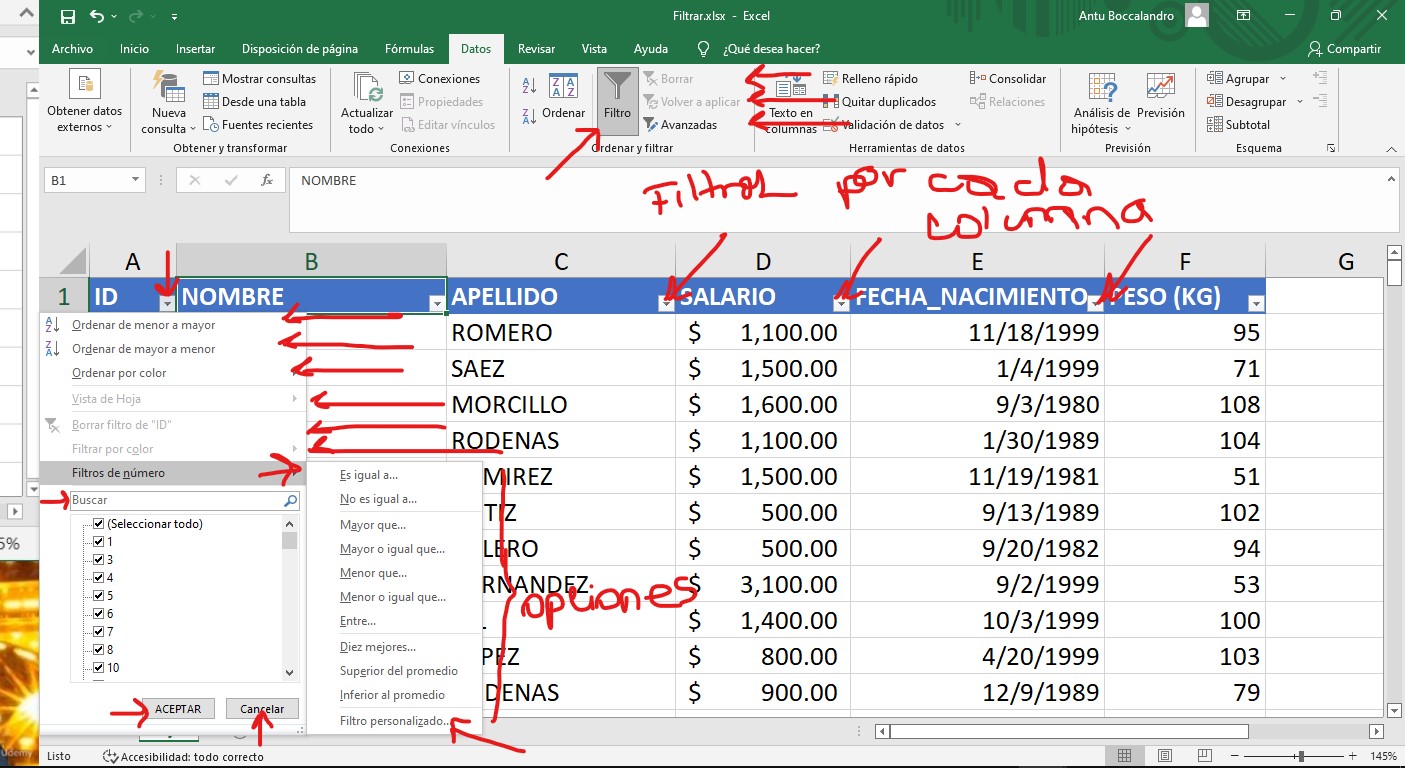 Filtrar.xlsx - Excel
Antu Boccalandro
Archivo Inicio Insertar Disposición de página Fórmulas Datos Revisar Vista Ayuda ¿Qué desea hacer? Compartir
Obtener datos externos
Nueva consulta
Mostrar consultas
Desde una tabla
Fuentes recientes
Obtener y transformar
Actualizar todo
Conexiones
Propiedades
Editar vínculos
Conexiones
Ordenar
Filtro
Borrar
Volver a aplicar
Avanzadas
Ordenar y filtrar
Texto en columnas
Relleno rápido
Quitar duplicados
Validación de datos
Consolidar
Relaciones
Herramientas de datos
Análisis de hipótesis
Previsión
Previsión
Agrupar
Desagrupar
Subtotal
Esquema
B1
fx
NOMBRE
Filtrar por cada
columna
A B C D E F G
1 ID NOMBRE APELLIDO SALARIO FECHA_NACIMIENTO PESO (KG)
ROMERO $ 1,100.00 11/18/1999 95
SAEZ $ 1,500.00 1/4/1999 71
MORCILLO $ 1,600.00 9/3/1980 108
RODENAS $ 1,100.00 1/30/1989 104
MIREZ $ 1,500.00 11/19/1981 51
TIZ $ 500.00 9/13/1989 102
LERO $ 500.00 9/20/1982 94
RNANDEZ $ 3,100.00 9/2/1999 53
$ 1,400.00 10/3/1999 100
PEZ $ 800.00 4/20/1999 103
DENAS $ 900.00 12/9/1989 79
Ordenar de menor a mayor
Ordenar de mayor a menor
Ordenar por color
Vista de Hoja
Borrar filtro de "ID"
Filtrar por color
Filtros de número
Buscar
(Seleccionar todo)
1
3
4
5
6
7
8
10
ACEPTAR
Cancelar
Es igual a...
No es igual a...
Mayor que...
Mayor o igual que...
Menor que...
Menor o igual que...
Entre...
Diez mejores...
Superior del promedio
Inferior al promedio
Filtro personalizado...
opciones
5%
Udemy
Listo
Accesibilidad: todo correcto
145%